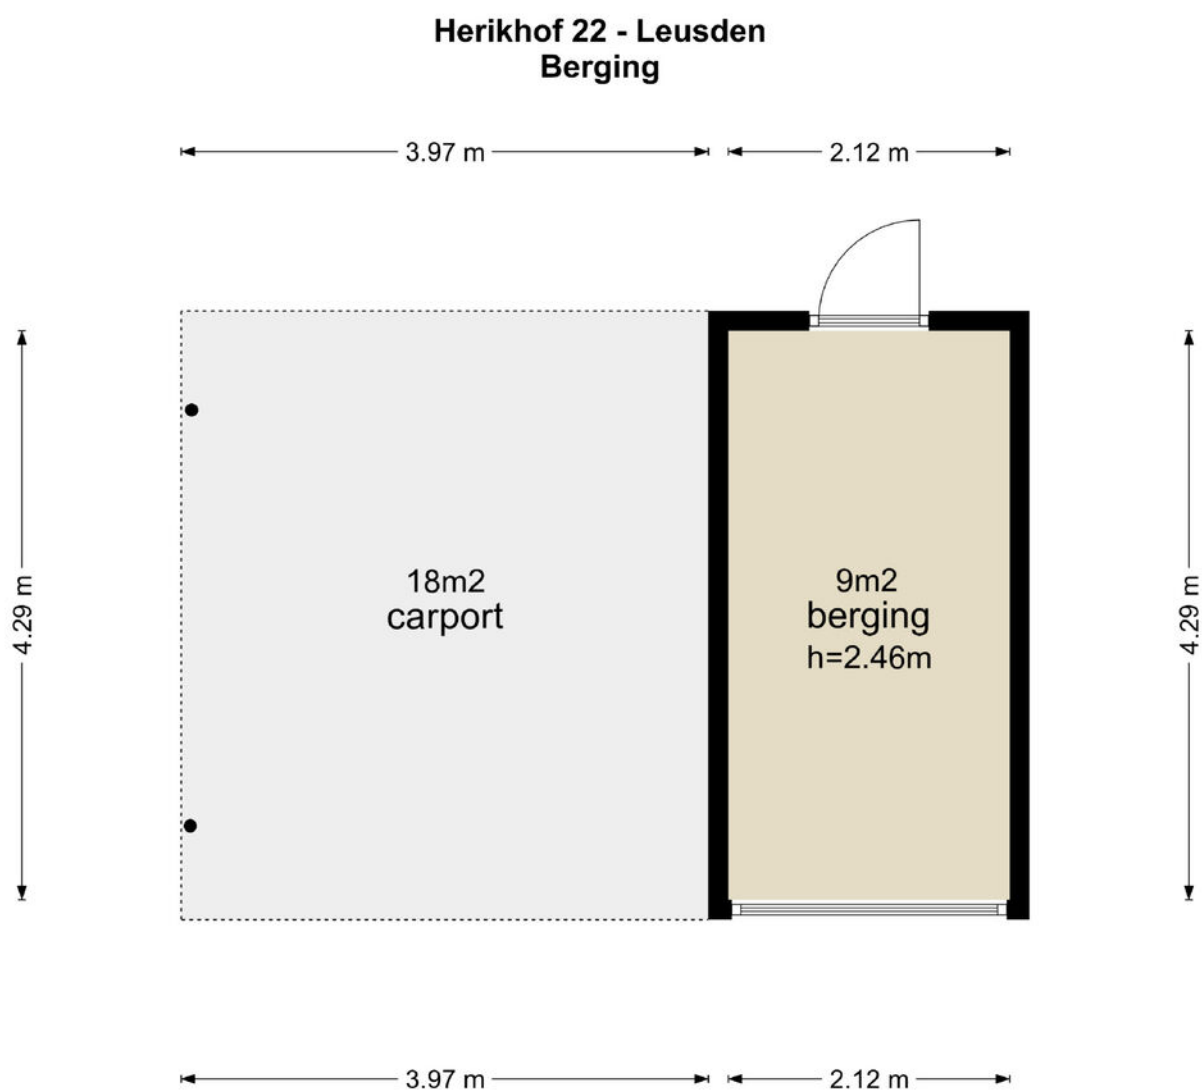 Herikhof 22 - Leusden
Berging
3.97 m
2.12 m
4.29 m
18m2
carport
9m2
berging
h=2.46m
4.29 m
3.97 m
2.12 m